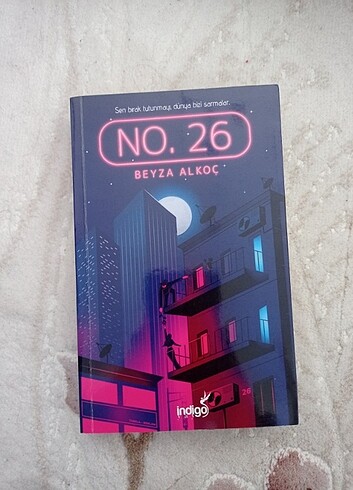 Sen bırak tutunmayı, dünya bizi sarmalar.
NO. 26
BEYZA ALKOÇ
26
indigo